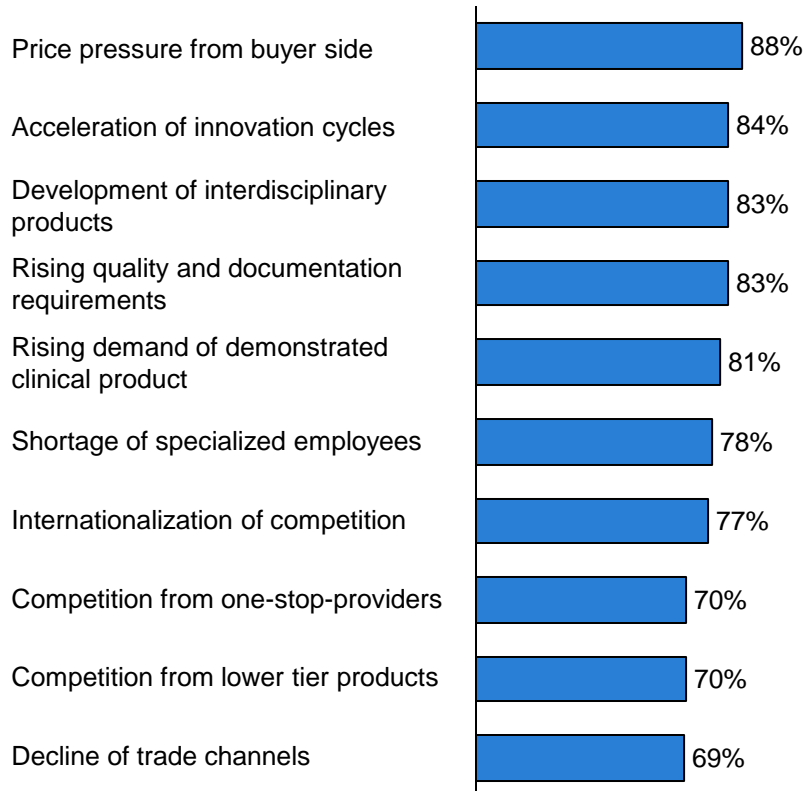 Price pressure from buyer side
88%
Acceleration of innovation cycles
84%
Development of interdisciplinary
products
83%
Rising quality and documentation
requirements
83%
Rising demand of demonstrated
clinical product
81%
Shortage of specialized employees
78%
Internationalization of competition
77%
Competition from one-stop-providers
70%
Competition from lower tier products
70%
Decline of trade channels
69%